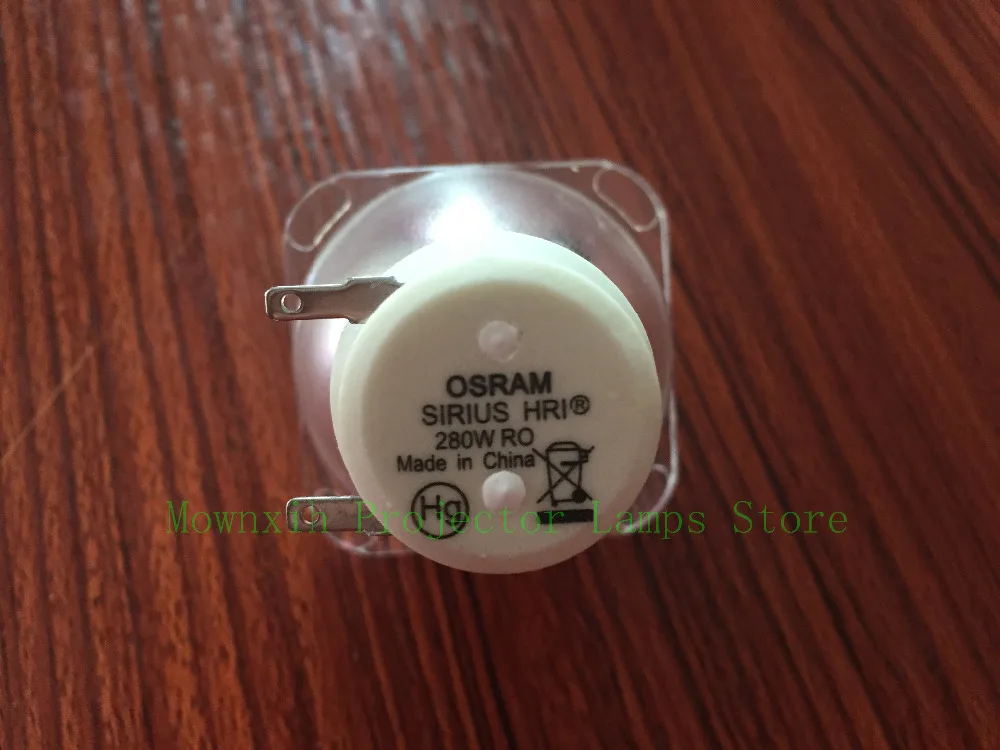 OSRAM
SIRIUS HRI®
280W RO
Made in China
Hg
Mownxin Projector Lamps Store